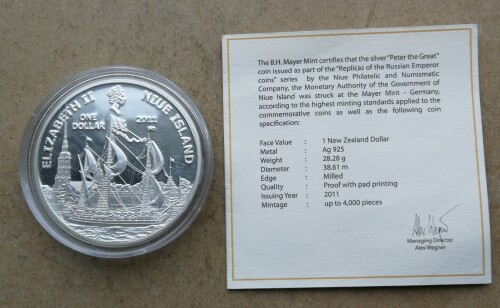 ELIZABETH II NIUE ISLAND
ONE
DOLLAR
2011
The B.H. Mayer Mint certifies that the silver "Peter the Great"
coin issued as part of the "Replicas of the Russian Emperor
coins" series by the Niue Philatelic and Numismatic
Company, the Monetary Authority of the Government of
Niue Island was struck at the Mayer Mint - Germany,
according to the highest minting standards applied to the
commemorative coins as well as the following coin
specification:
Face Value : 1 New Zealand Dollar
Metal : Ag 925
Weight : 28.28 g
Diameter : 38.61 m
Edge : Milled
Quality : Proof with pad printing
Issuing Year : 2011
Mintage : up to 4,000 pieces
Alex Wegner
Managing Director
Alex Wegner